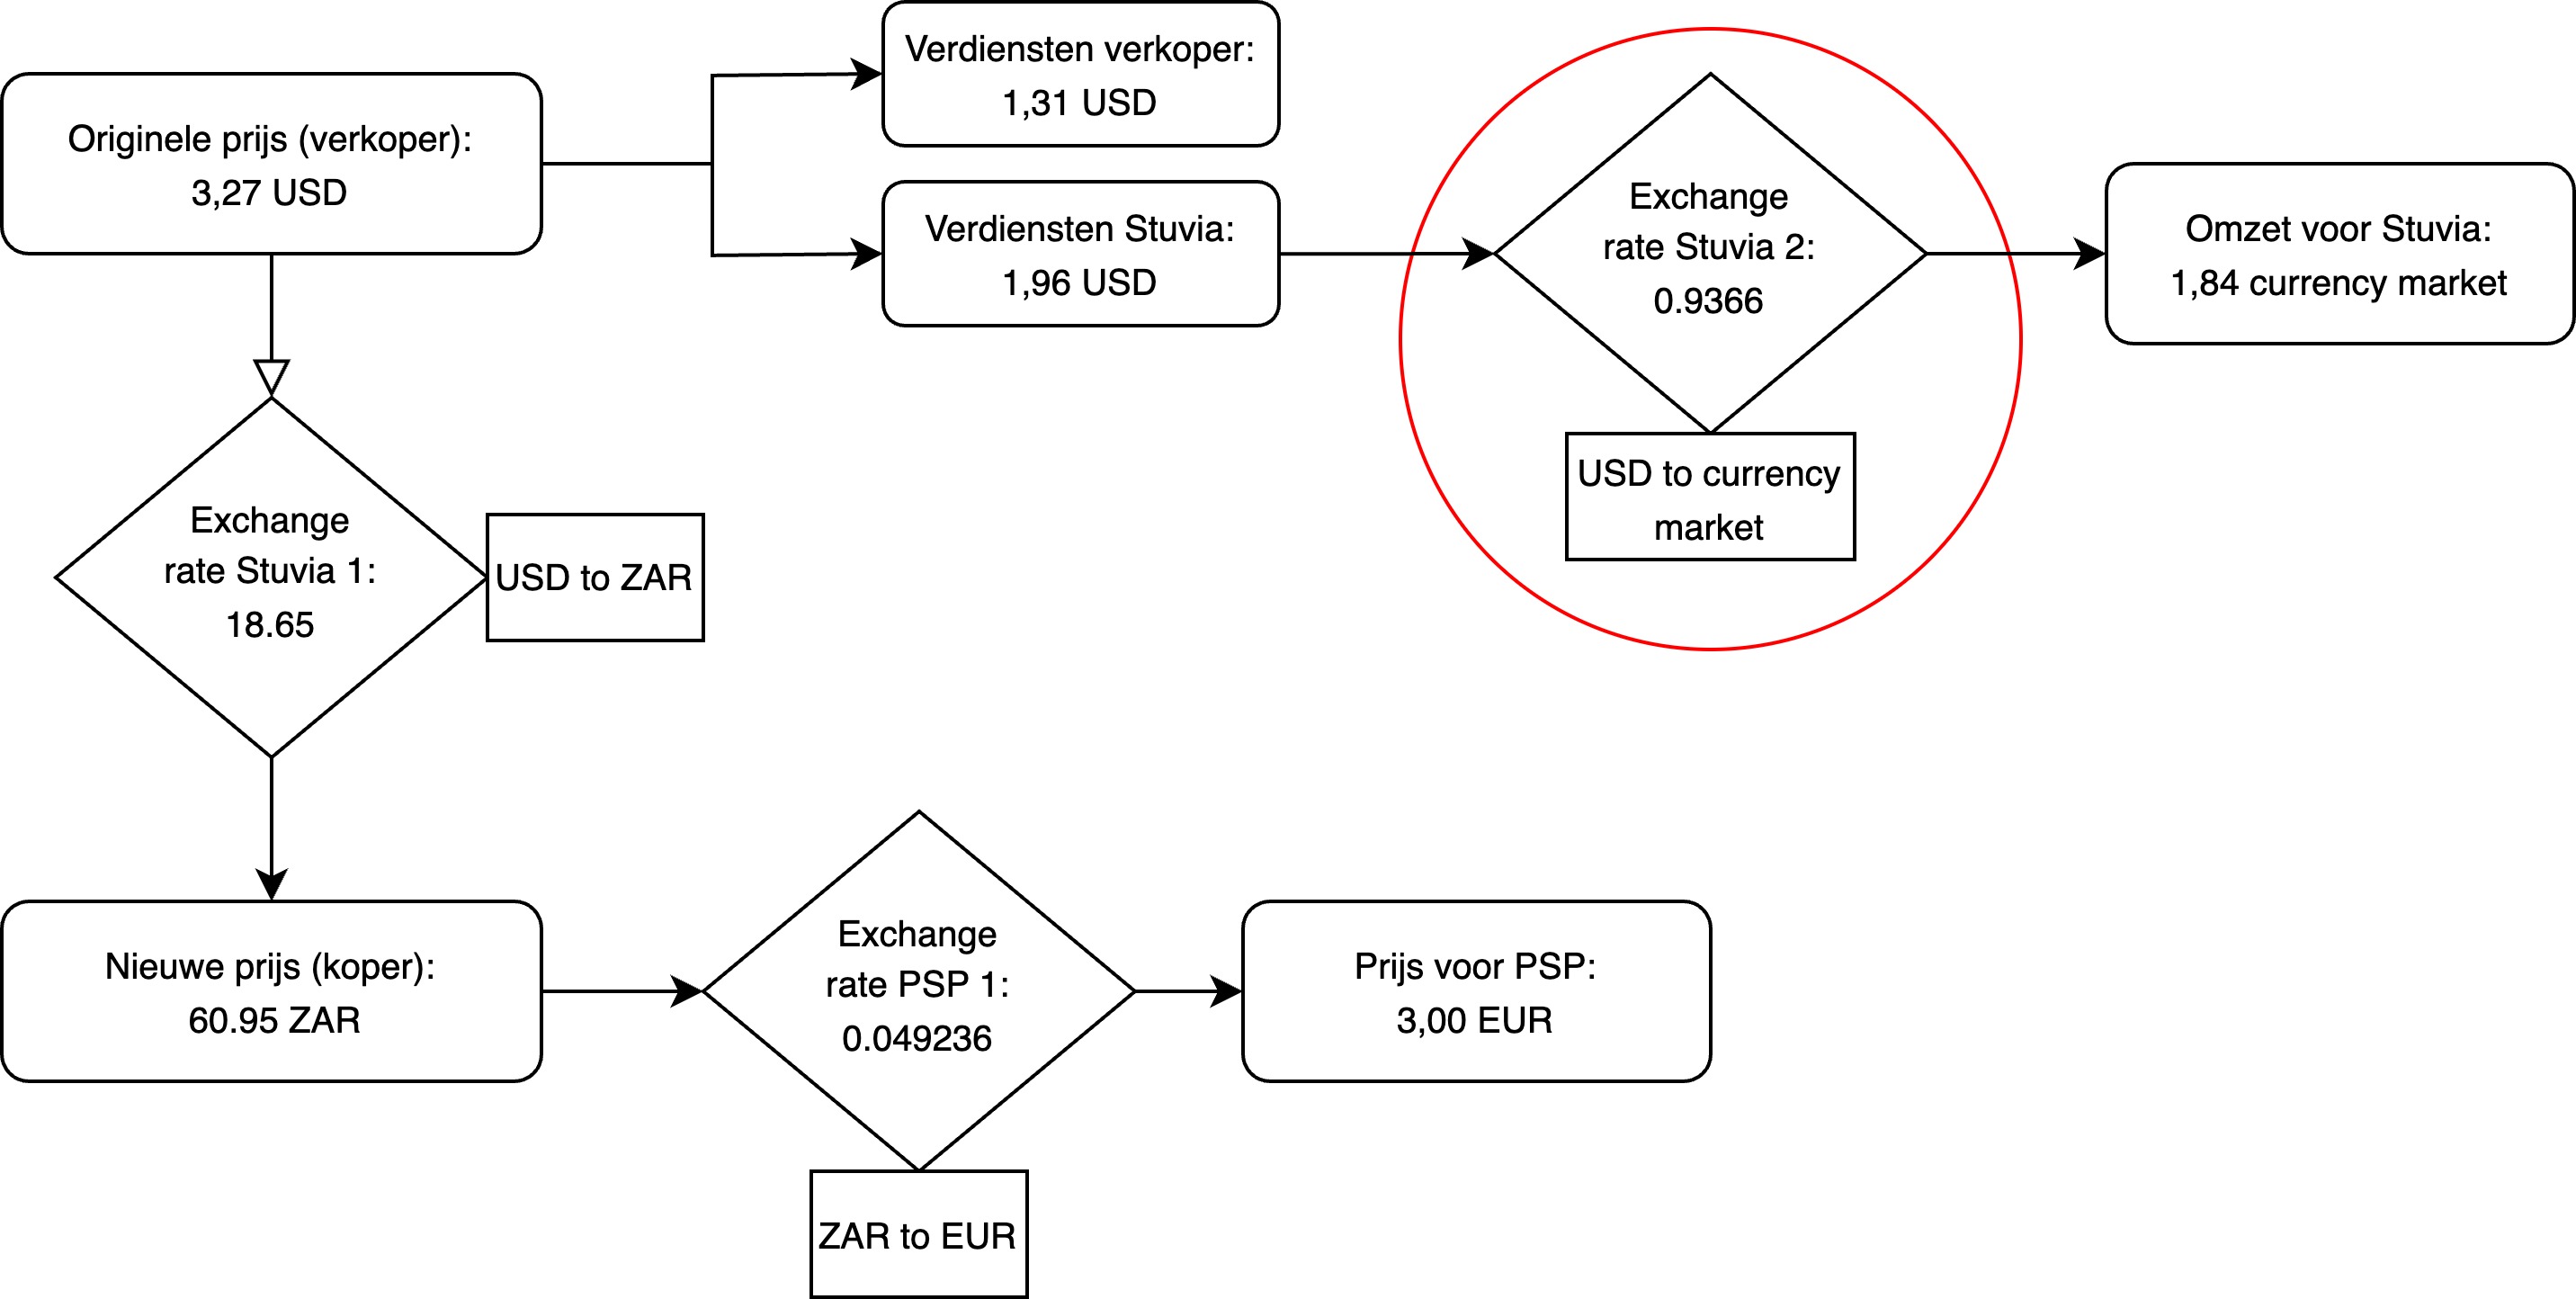 Originele prijs (verkoper):
3,27 USD
Verdiensten verkoper:
1,31 USD
Verdiensten Stuvia:
1,96 USD
Exchange
rate Stuvia 2:
0.9366
USD to currency
market
Omzet voor Stuvia:
1,84 currency market
Exchange
rate Stuvia 1:
18.65
USD to ZAR
Nieuwe prijs (koper):
60.95 ZAR
Exchange
rate PSP 1:
0.049236
ZAR to EUR
Prijs voor PSP:
3,00 EUR